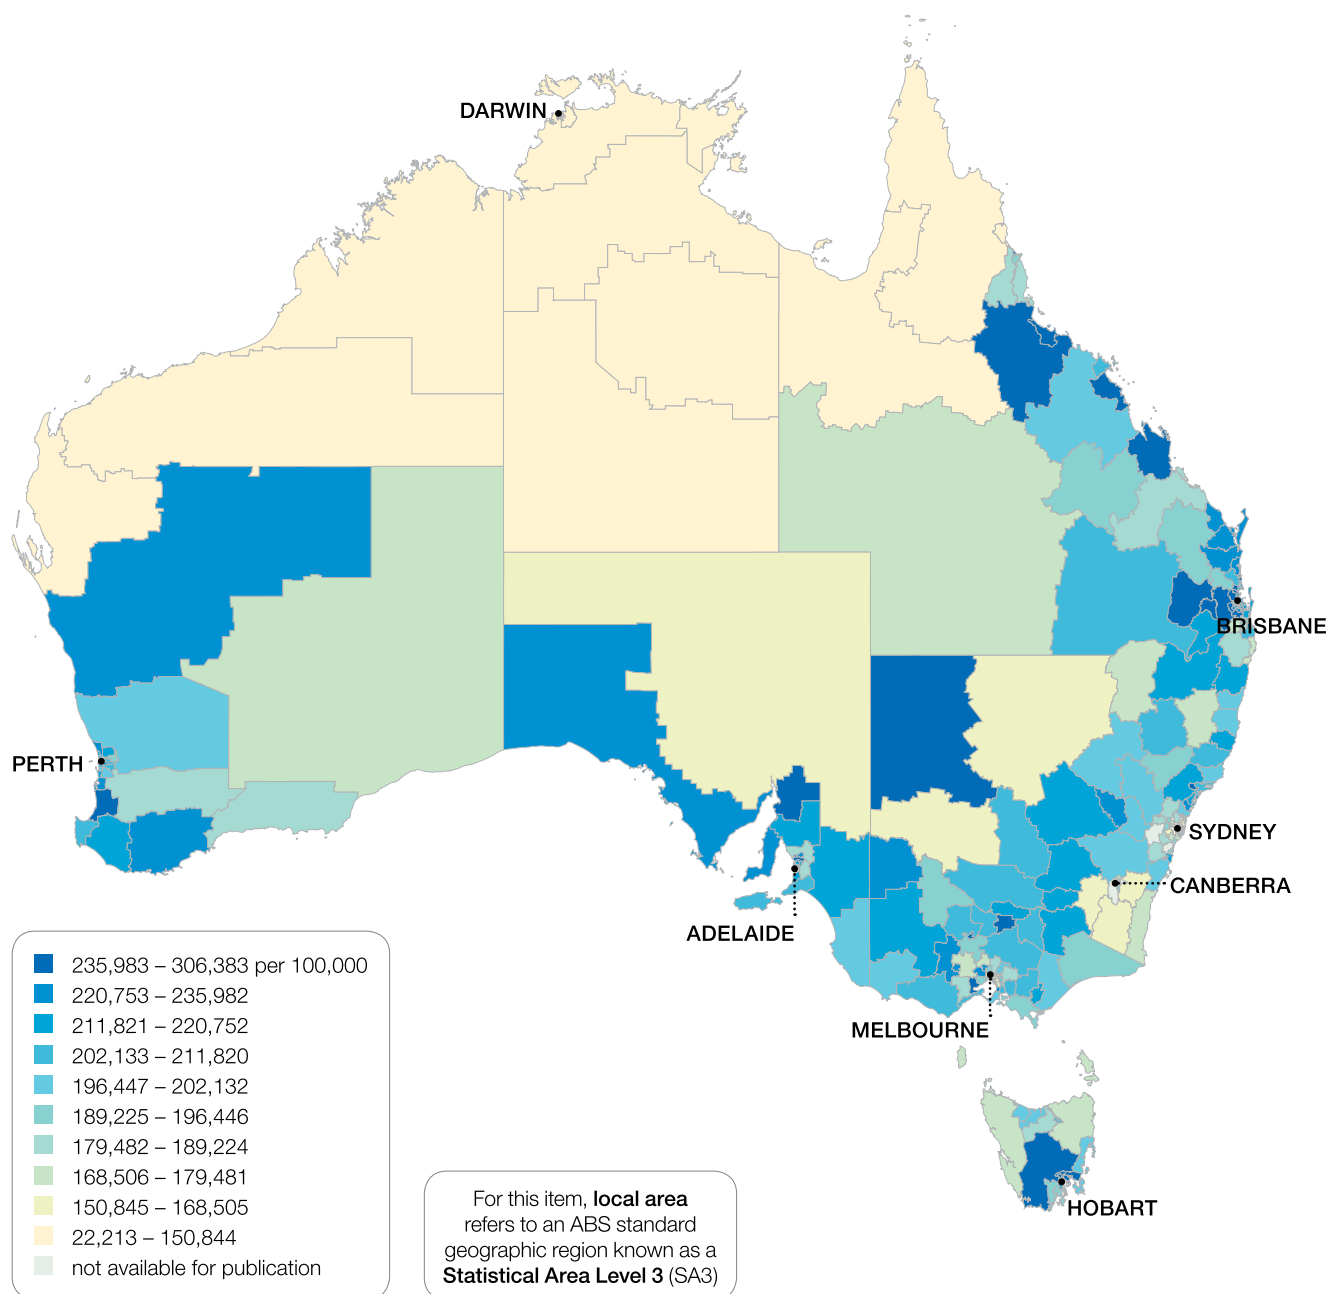 DARWIN
BRISBANE
PERTH
SYDNEY
CANBERRA
ADELAIDE
MELBOURNE
HOBART
235,983 – 306,383 per 100,000
220,753 – 235,982
211,821 – 220,752
202,133 – 211,820
196,447 – 202,132
189,225 – 196,446
179,482 – 189,224
168,506 – 179,481
150,845 – 168,505
22,213 – 150,844
not available for publication
For this item, local area
refers to an ABS standard
geographic region known as a
Statistical Area Level 3 (SA3)